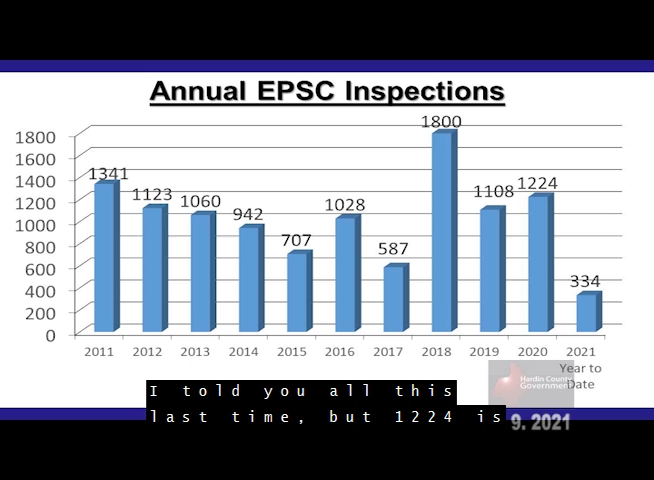 Annual EPSC Inspections
1800
1800
1600
1400
1341
1200
1123
1060
1108
1224
1000
942
1028
800
707
600
587
400
334
200
0
2011 2012 2013 2014 2015 2016 2017 2018 2019 2020 2021
Year to
Date
Hardin County
Government
I told you all this
last time, but 1224 is
9. 2021